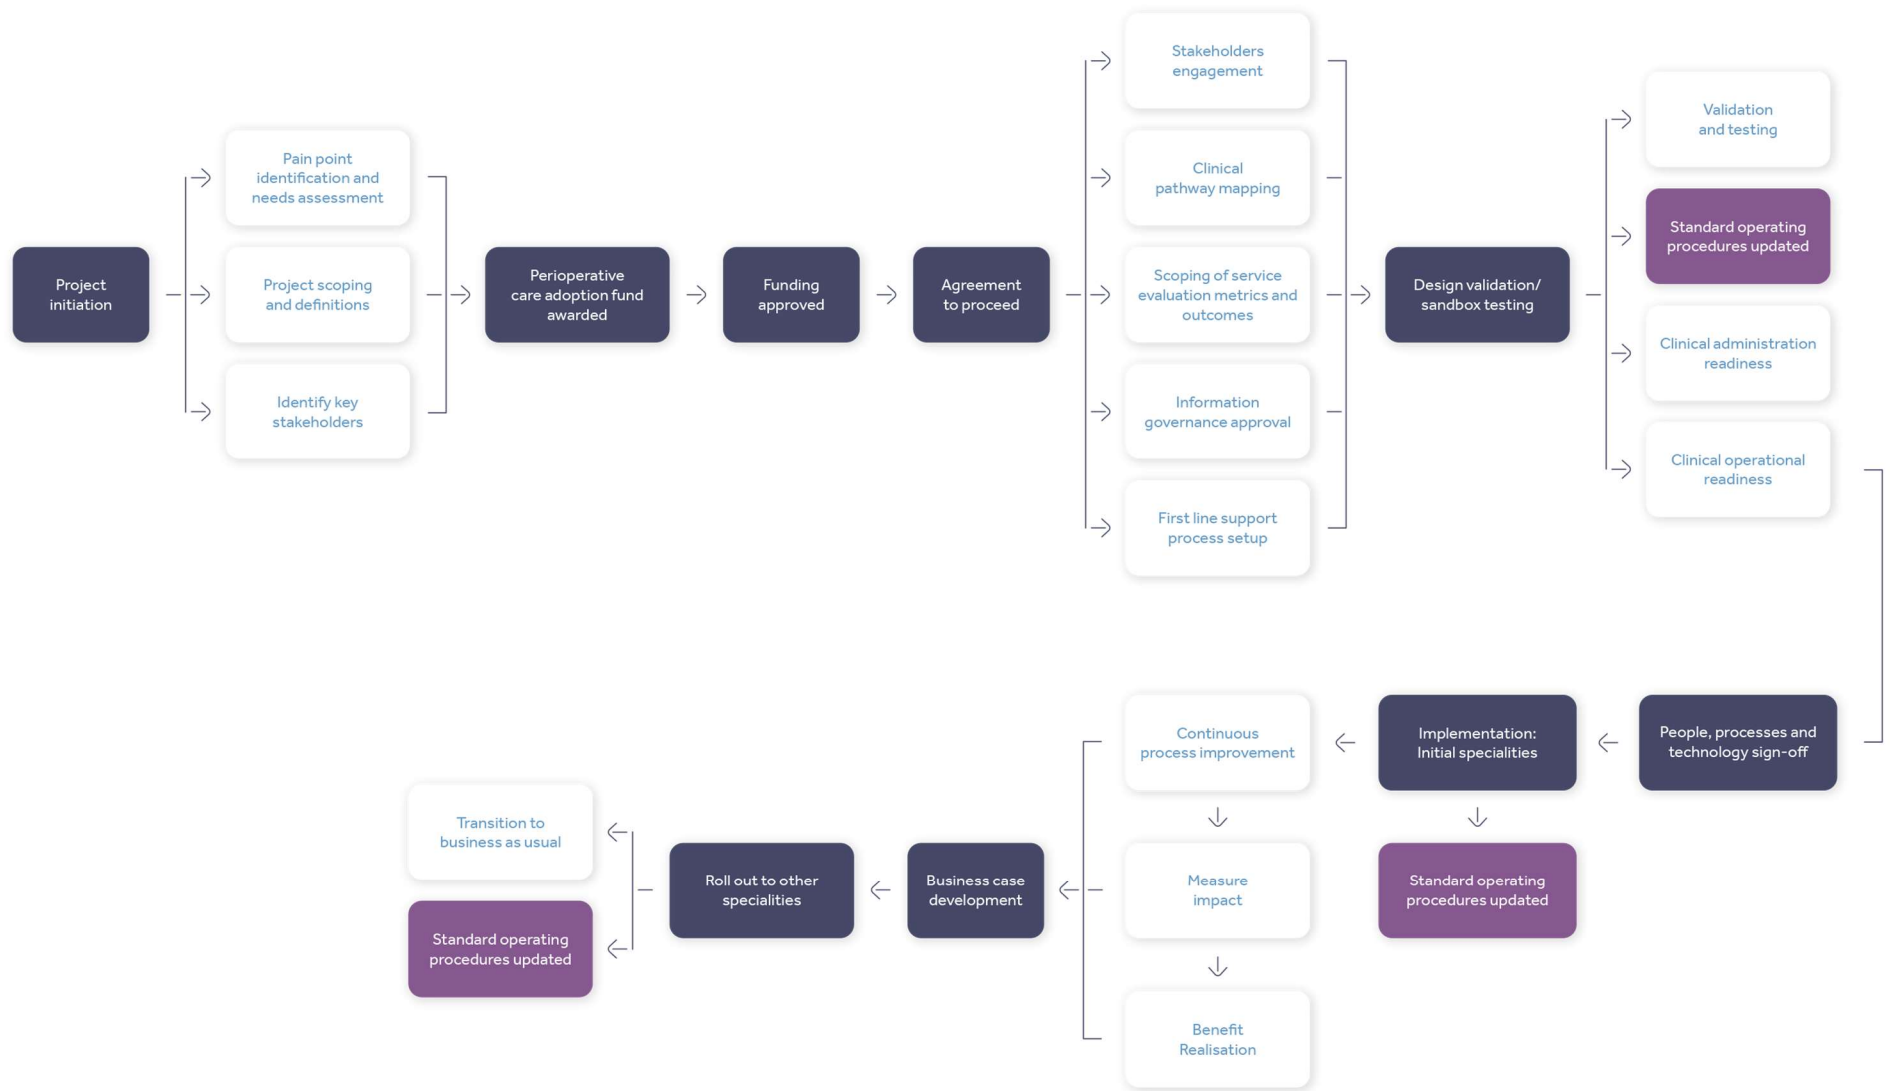 Project
initiation
Pain point
identification and
needs assessment
Project scoping
and definitions
Identify key
stakeholders
Perioperative
care adoption fund
awarded
Funding
approved
Agreement
to proceed
Stakeholders
engagement
Clinical
pathway mapping
Scoping of service
evaluation metrics and
outcomes
Information
governance approval
First line support
process setup
Design validation/
sandbox testing
Validation
and testing
Standard operating
procedures updated
Clinical administration
readiness
Clinical operational
readiness
People, processes and
technology sign-off
Implementation:
Initial specialities
Standard operating
procedures updated
Continuous
process improvement
Measure
impact
Benefit
Realisation
Business case
development
Roll out to other
specialities
Transition to
business as usual
Standard operating
procedures updated